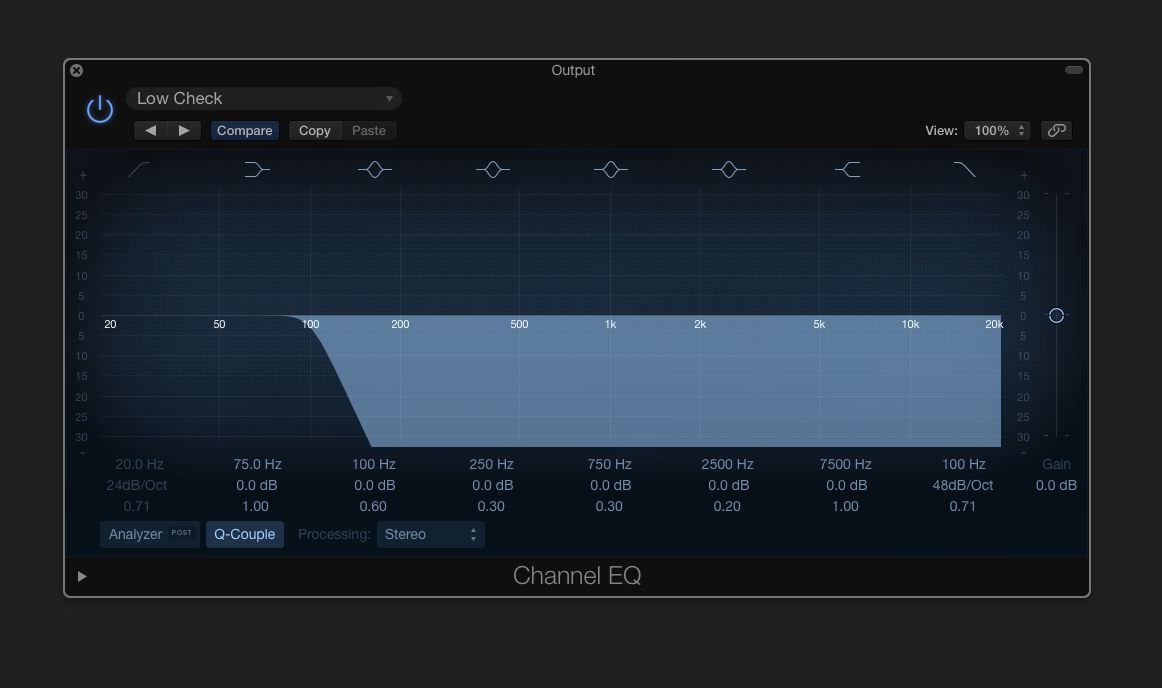 Output
Low Check
Compare Copy Paste View: 100%
+ +
30 30
25 25
20 20
15 15
10 10
5 5
0 20 50 100 200 500 1k 2k 5k 10k 20k 0
5 5
10 10
15 15
20 20
25 25
30 30
- -
20.0 Hz 75.0 Hz 100 Hz 250 Hz 750 Hz 2500 Hz 7500 Hz 100 Hz Gain
24dB/Oct 0.0 dB 0.0 dB 0.0 dB 0.0 dB 0.0 dB 0.0 dB 48dB/Oct 0.0 dB
0.71 1.00 0.60 0.30 0.30 0.20 1.00 0.71
Analyzer POST Q-Couple Processing: Stereo
Channel EQ